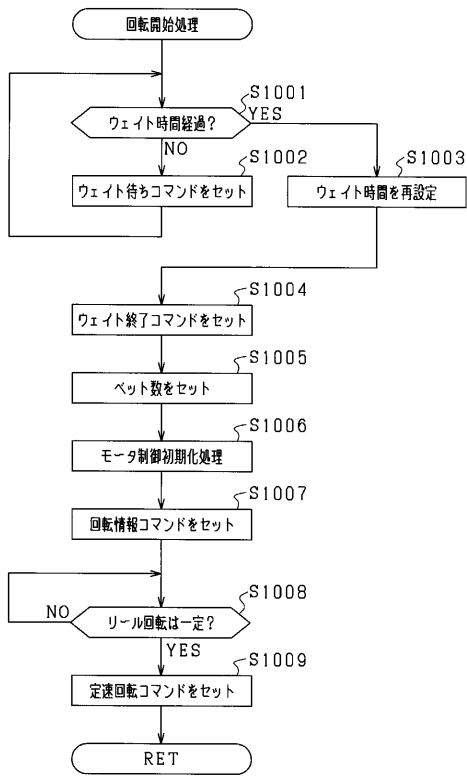 回転開始処理
S1001
ウェイト時間経過?
YES
NO
S1002
S1003
ウェイト待ちコマンドをセット
ウェイト時間を再設定
S1004
ウェイト終了コマンドをセット
S1005
ベット数をセット
S1006
モータ制御初期化処理
S1007
回転情報コマンドをセット
S1008
NO
リール回転は一定?
YES
S1009
定速回転コマンドをセット
RET